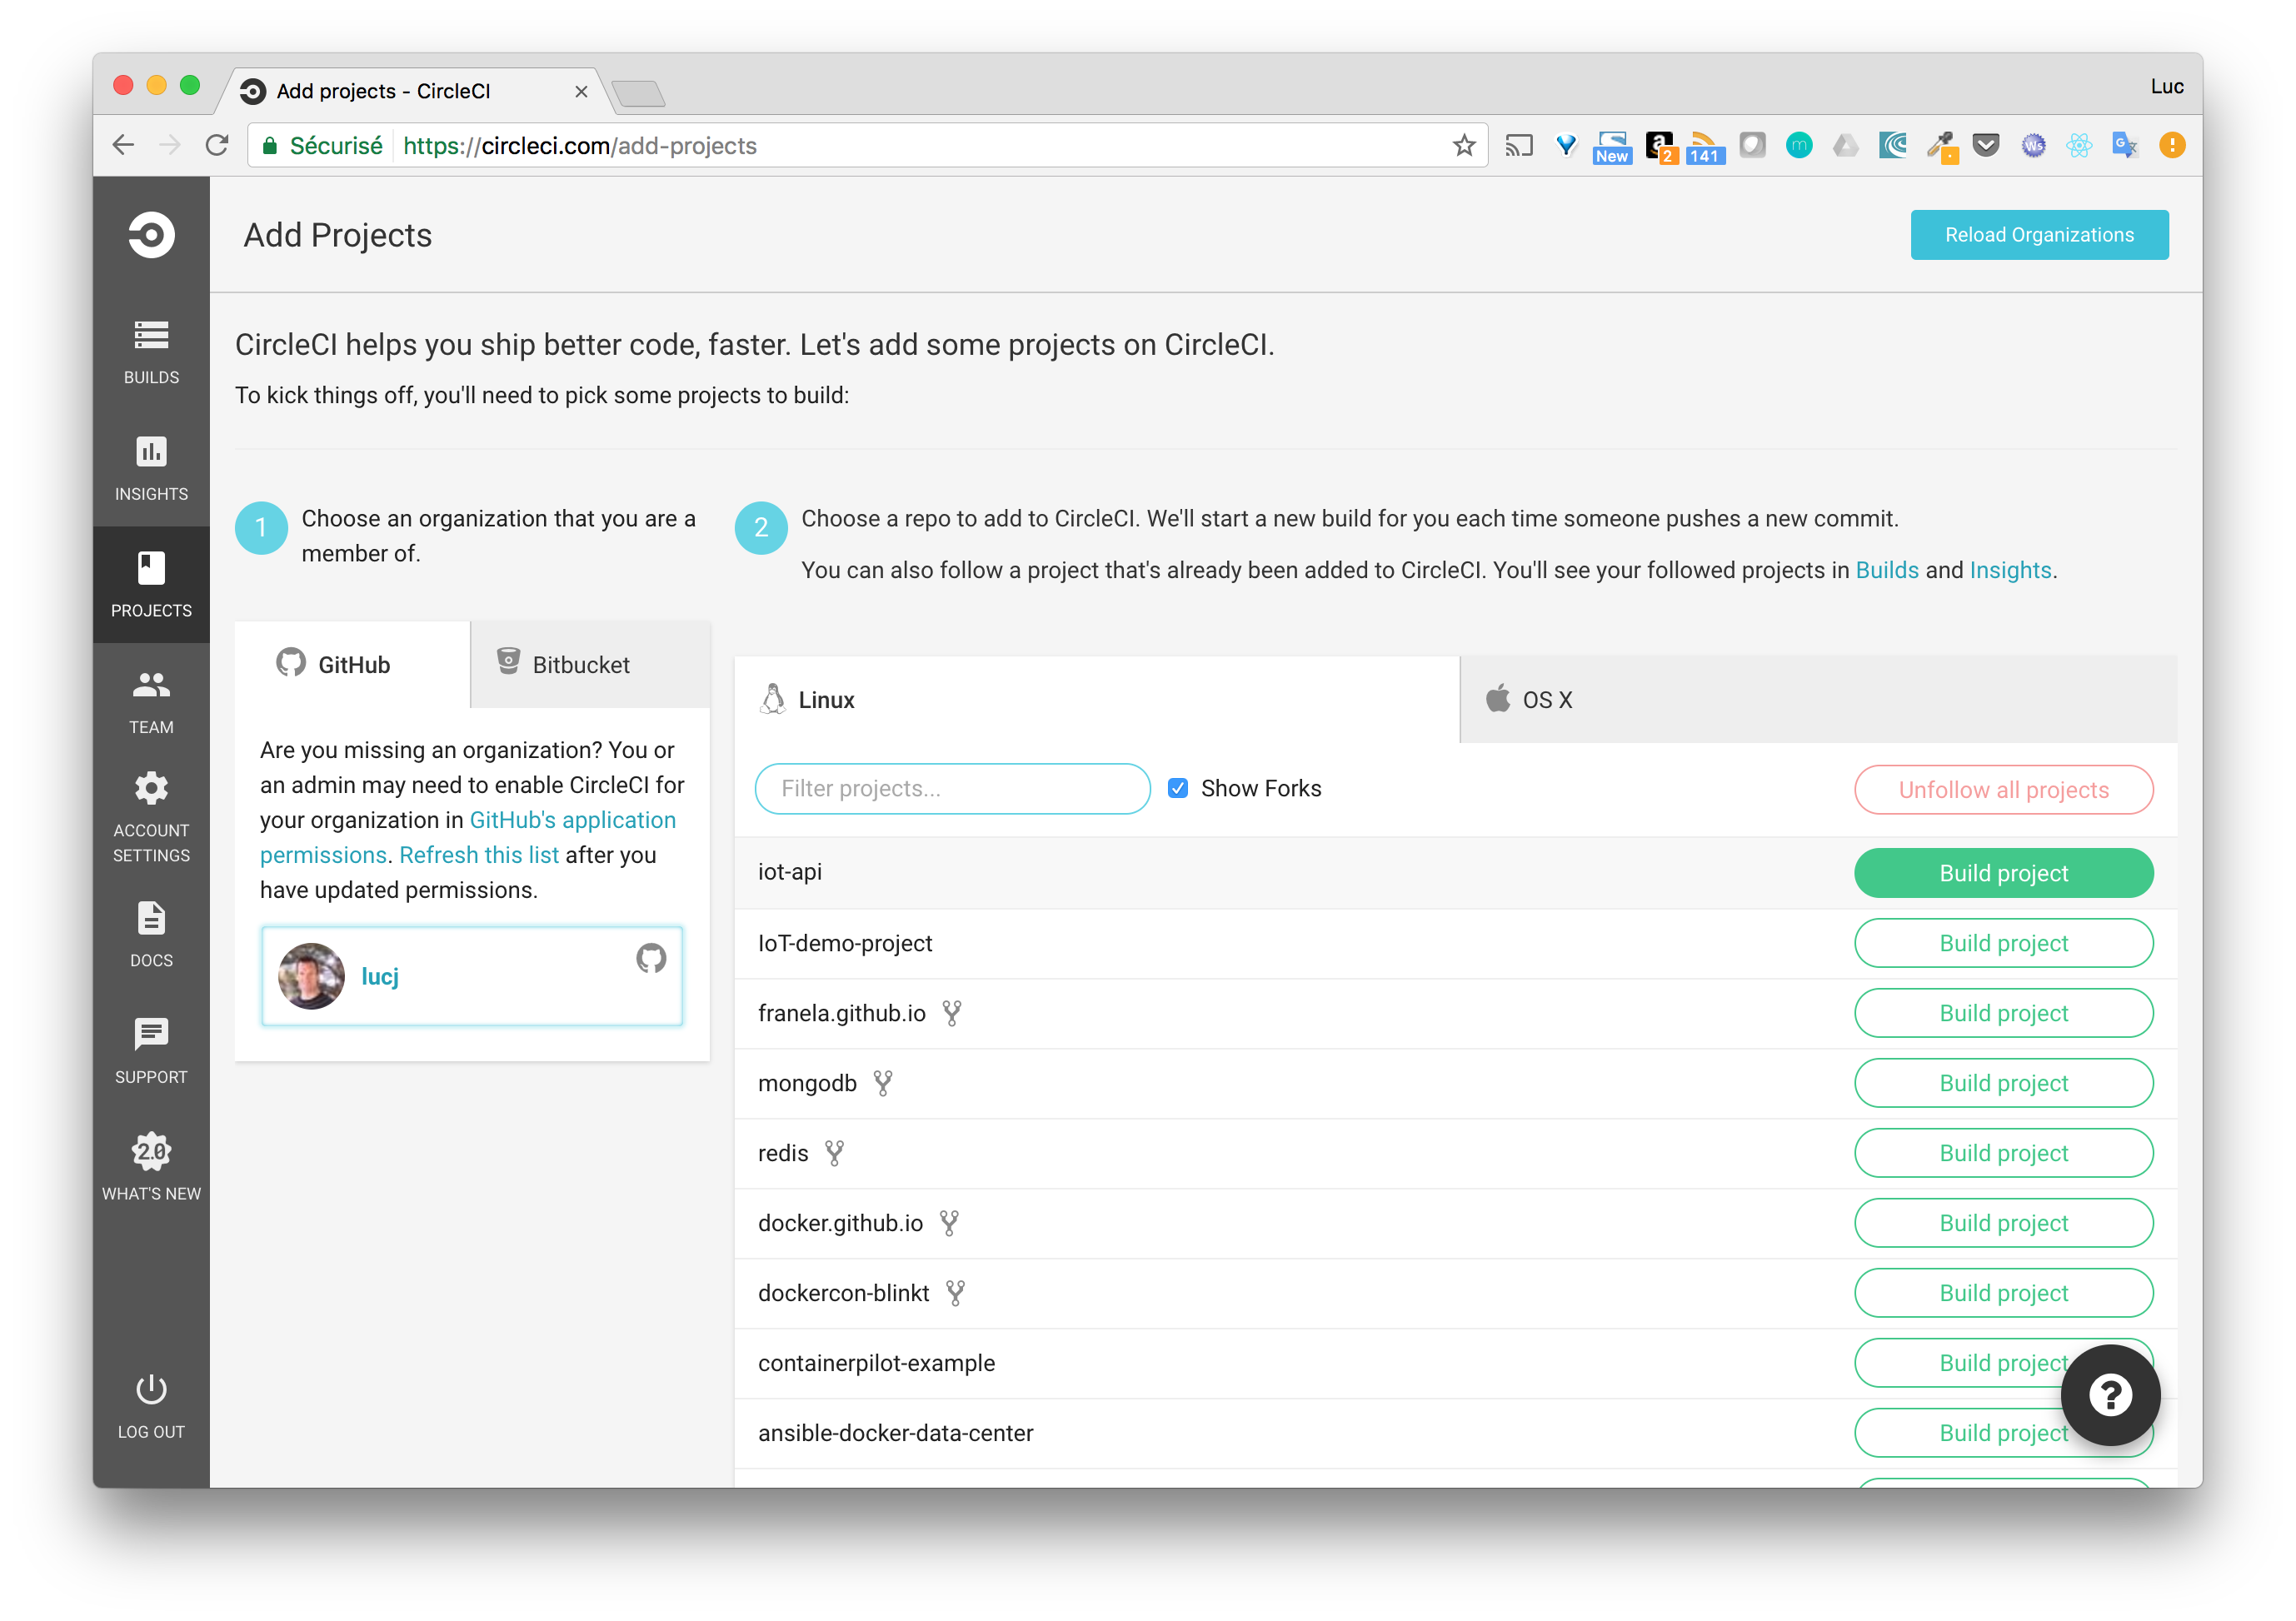 Add projects - CircleCI
Luc
Sécurisé https://circleci.com/add-projects
New
a 2
141
m
Ws
G
Add Projects
Reload Organizations
BUILDS
INSIGHTS
PROJECTS
TEAM
ACCOUNT
SETTINGS
DOCS
SUPPORT
2.0
WHAT'S NEW
LOG OUT
CircleCI helps you ship better code, faster. Let's add some projects on CircleCI.
To kick things off, you'll need to pick some projects to build:
1
Choose an organization that you are a
member of.
2
Choose a repo to add to CircleCI. We'll start a new build for you each time someone pushes a new commit.
You can also follow a project that's already been added to CircleCI. You'll see your followed projects in Builds and Insights.
GitHub
Bitbucket
Are you missing an organization? You or
an admin may need to enable CircleCI for
your organization in GitHub's application
permissions. Refresh this list after you
have updated permissions.
lucj
Linux
OS X
Filter projects...
Show Forks
Unfollow all projects
iot-api
Build project
IoT-demo-project
Build project
franela.github.io
Build project
mongodb
Build project
redis
Build project
docker.github.io
Build project
dockercon-blinkt
Build project
containerpilot-example
Build project
ansible-docker-data-center
Build project
?